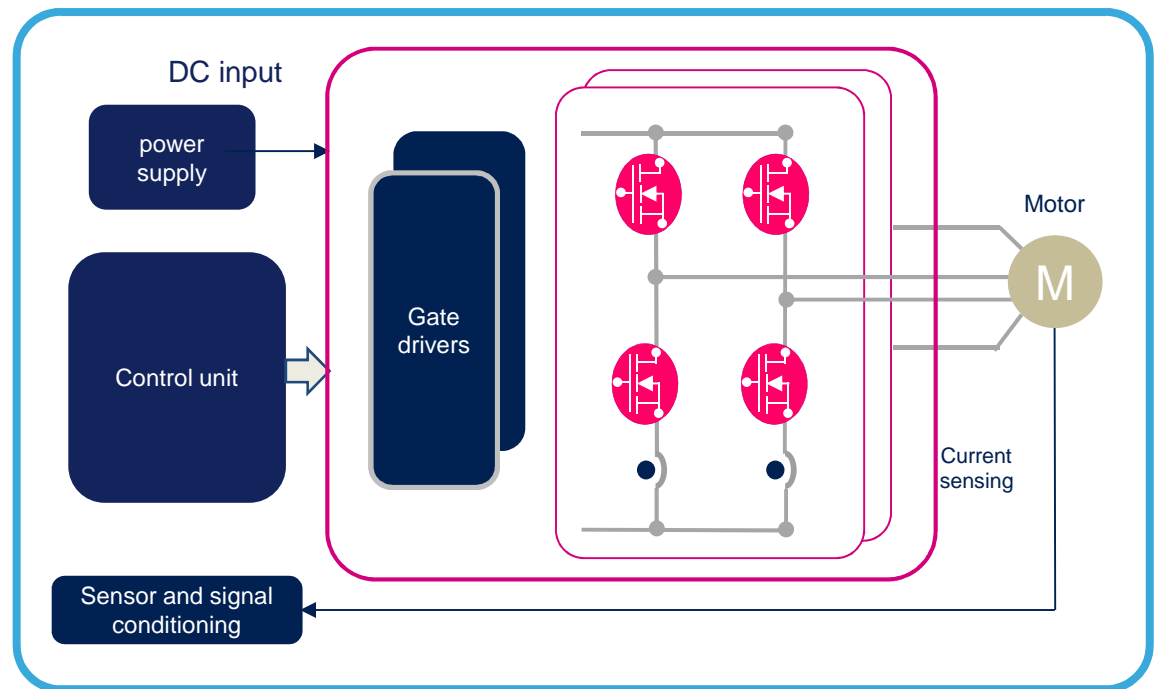 DC input
power
supply
Control unit
Gate
drivers
Motor
M
Current
sensing
Sensor and signal
conditioning